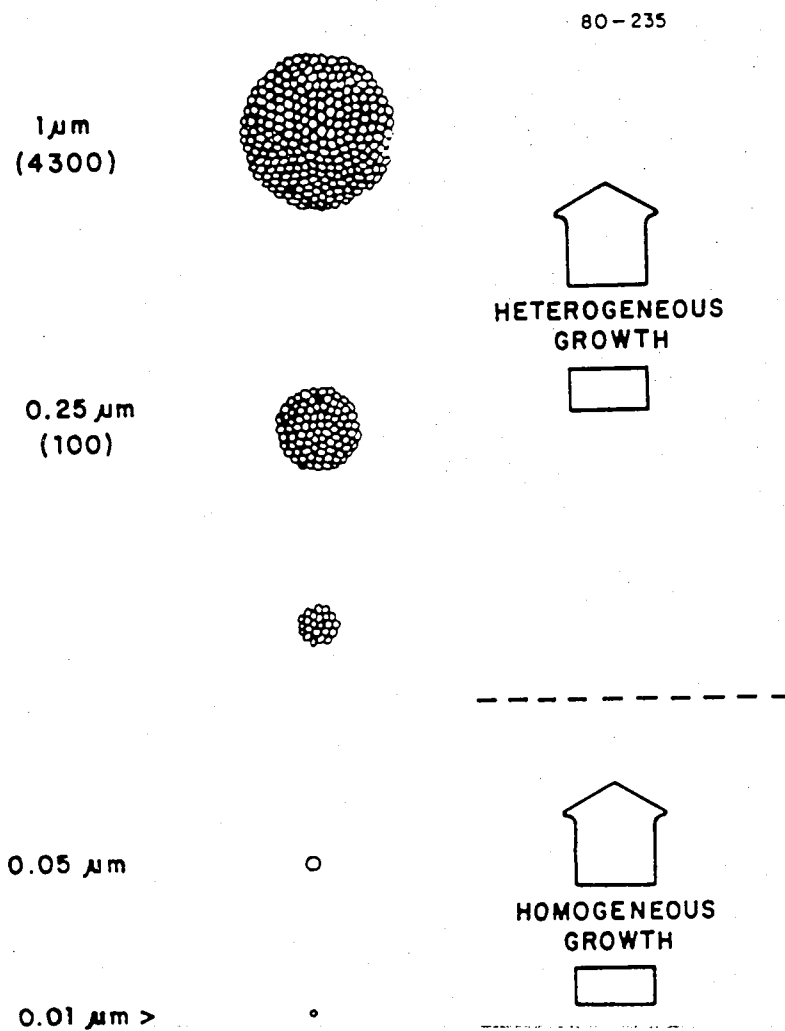 80-235
1µm
(4300)
HETEROGENEOUS
GROWTH
0.25 µm
(100)
0.05 µm
HOMOGENEOUS
GROWTH
0.01 µm >